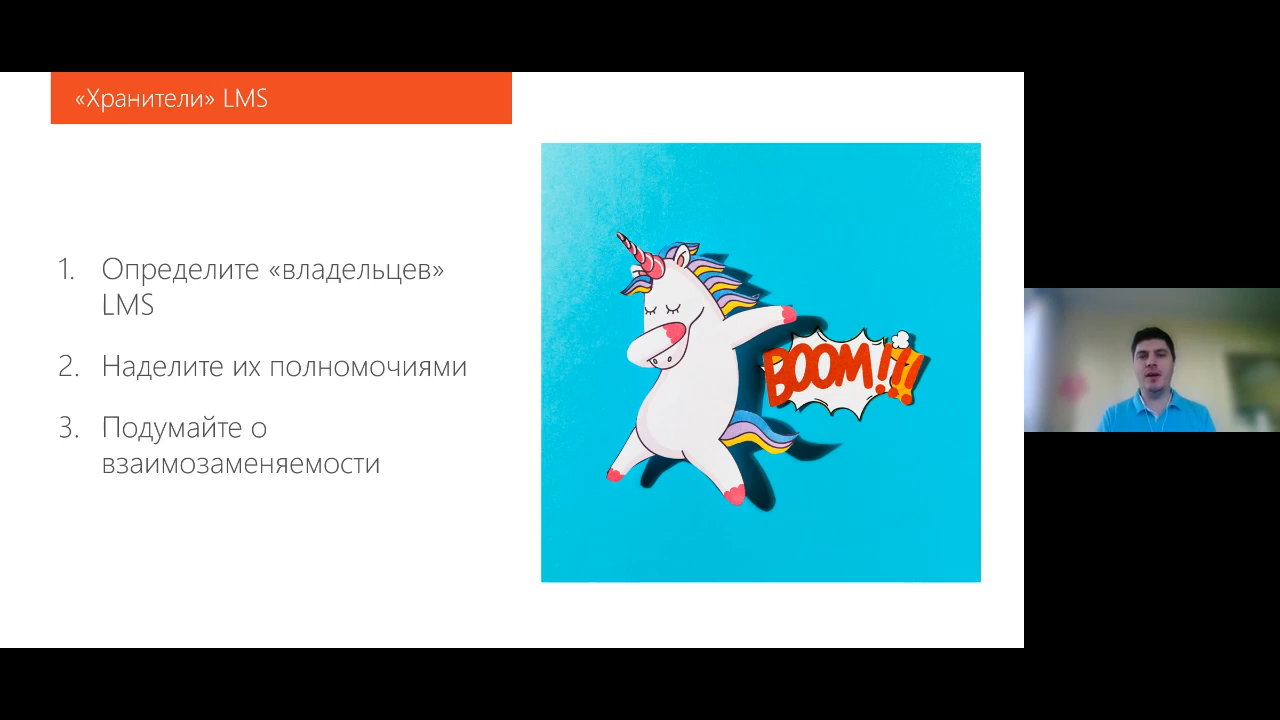 «Хранители» LMS
1. Определите «владельцев»
LMS
2. Наделите их полномочиями
3. Подумайте о
взаимозаменяемости
BOOM!!!